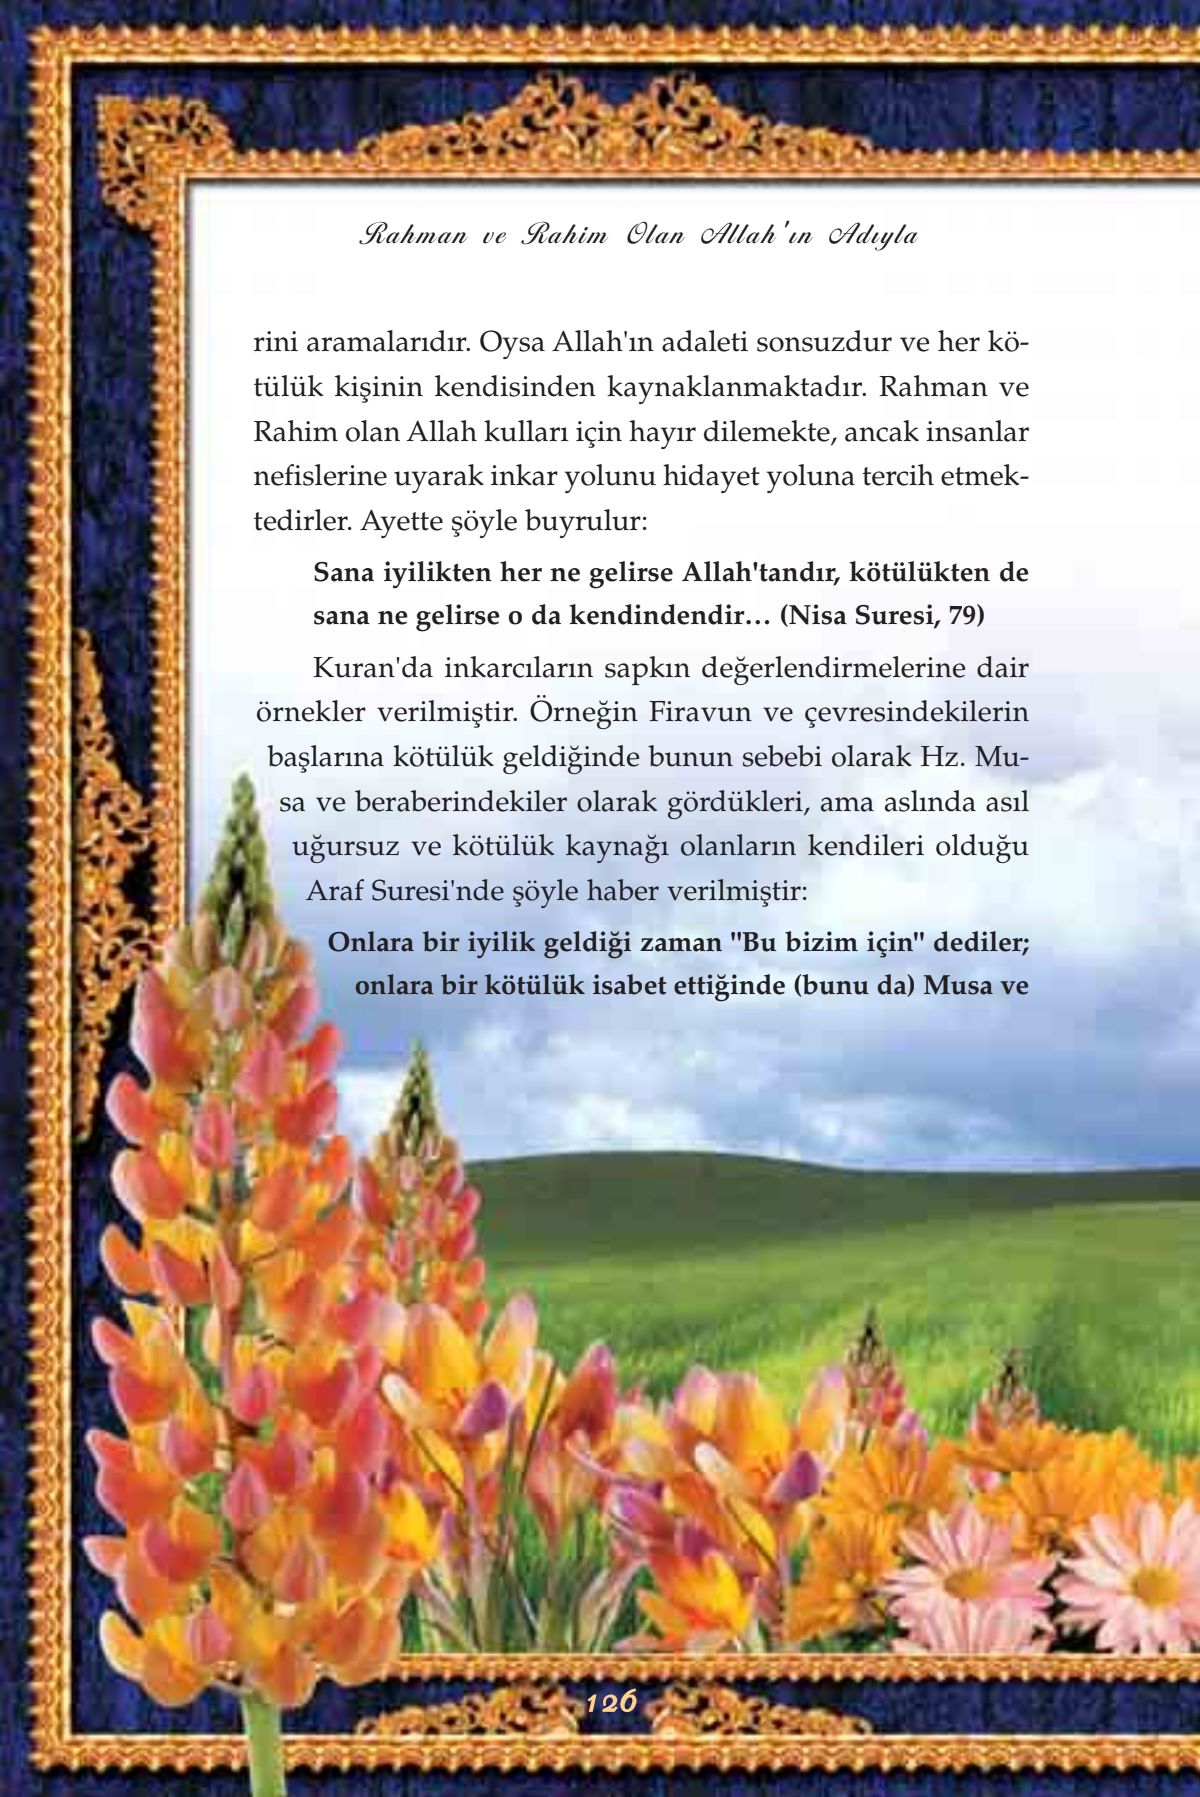 Rahman ve Rahim Olan Allah'ın Adıyla
rini aramalarıdır. Oysa Allah'ın adaleti sonsuzdur ve her kö-
tülük kişinin kendisinden kaynaklanmaktadır. Rahman ve
Rahim olan Allah kulları için hayır dilemekte, ancak insanlar
nefislerine uyarak inkar yolunu hidayet yoluna tercih etmek-
tedirler. Ayette şöyle buyrulur:
Sana iyilikten her ne gelirse Allah'tandır, kötülükten de
sana ne gelirse o da kendindendir… (Nisa Suresi, 79)
Kuran'da inkarcıların sapkın değerlendirmelerine dair
örnekler verilmiştir. Örneğin Firavun ve çevresindekilerin
başlarına kötülük geldiğinde bunun sebebi olarak Hz. Mu-
sa ve beraberindekiler olarak gördükleri, ama aslında asıl
uğursuz ve kötülük kaynağı olanların kendileri olduğu
Araf Suresi'nde şöyle haber verilmiştir:
Onlara bir iyilik geldiği zaman "Bu bizim için" dediler;
onlara bir kötülük isabet ettiğinde (bunu da) Musa ve
126